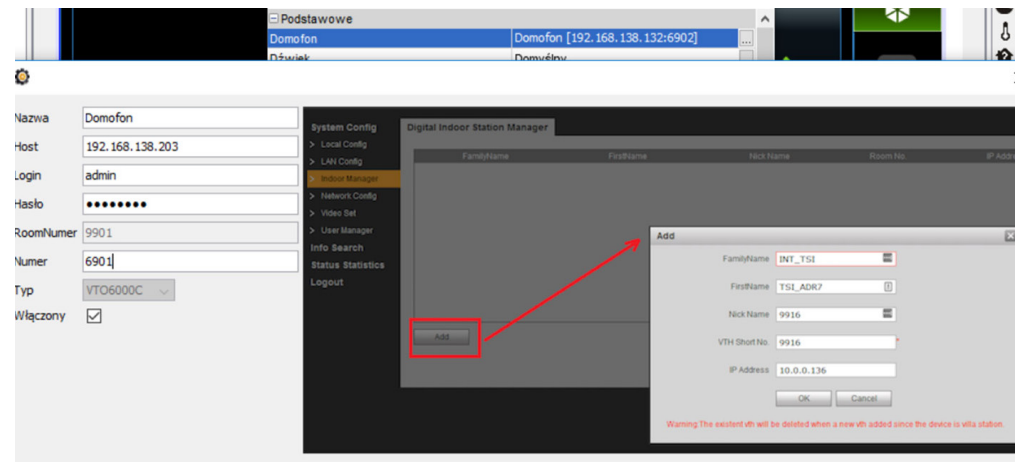 Podstawowe
Domofon Domofon [192.168.138.132:6902] ...
Dźwięk Domyślny
Nazwa Domofon
Host 192.168.138.203
Login admin
Hasło ●●●●●●●●
RoomNumer 9901
Numer 6901
Typ VTO6000C
Włączony
System Config
> Local Config
> LAN Config
> Indoor Manager
> Network Config
> Video Set
> User Manager
Info Search
Status Statistics
Logout
Digital Indoor Station Manager
FamilyName FirstName Nick Name Room No. IP Addre
Add
Add
FamilyName INT_TSI
FirstName TSI_ADR7
Nick Name 9916
VTH Short No. 9916 *
IP Address 10.0.0.136
OK Cancel
Warning:The existent vth will be deleted when a new vth added since the device is villa station.